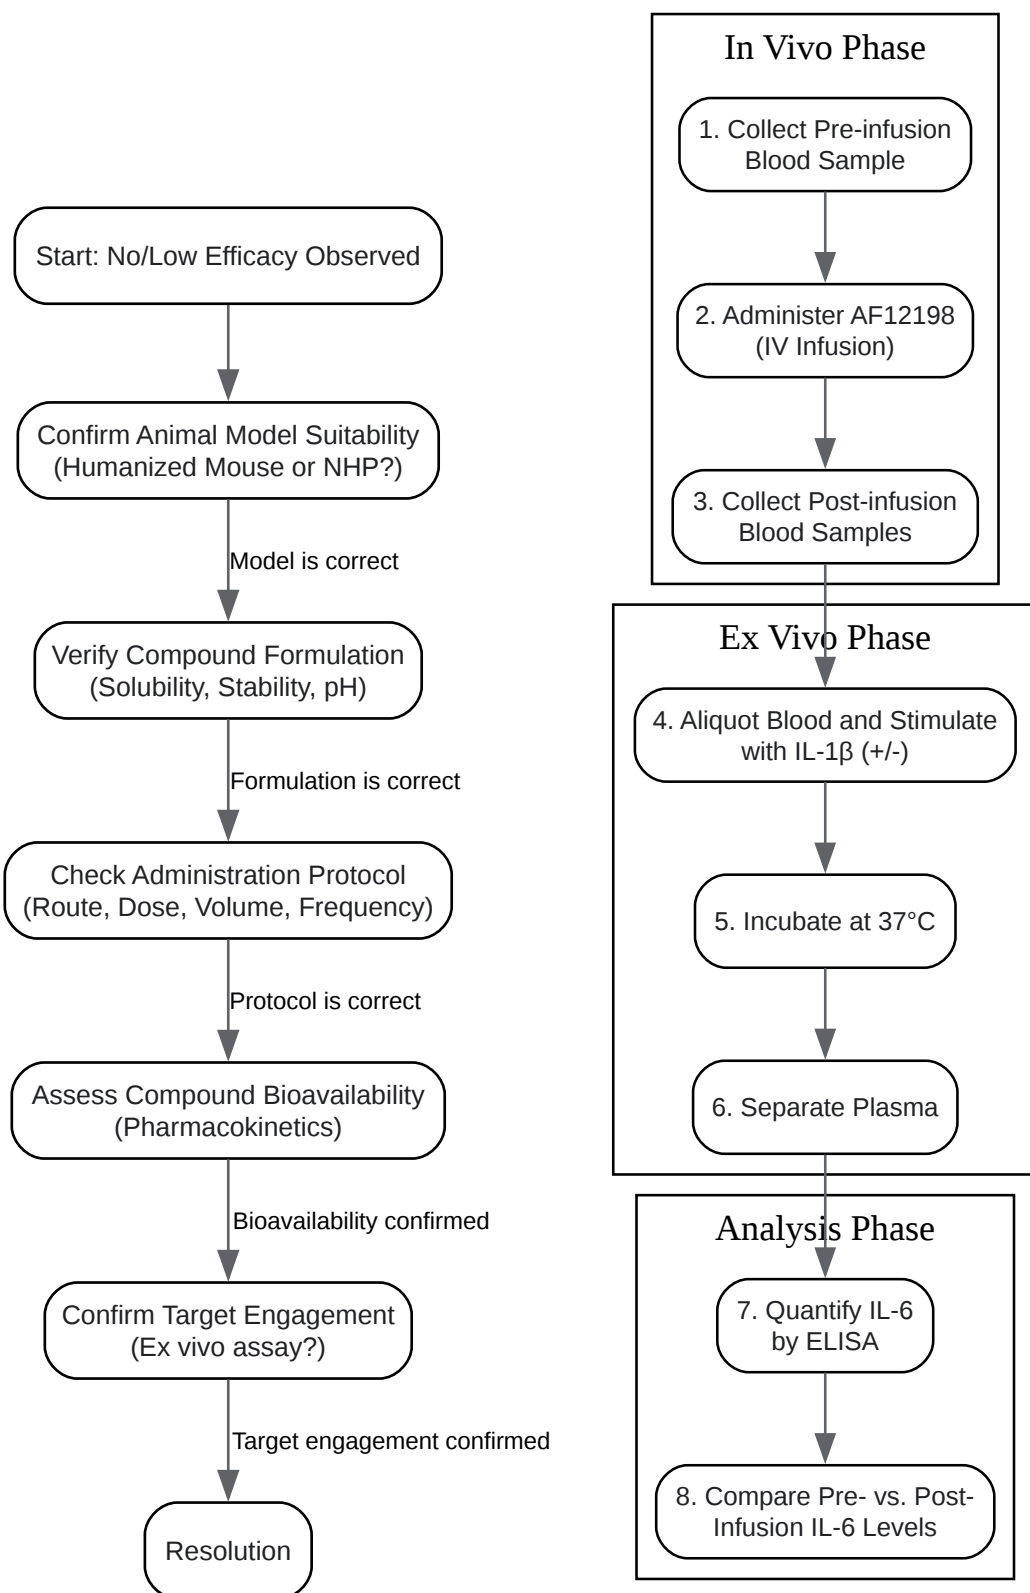 Start: No/Low Efficacy Observed
Confirm Animal Model Suitability
(Humanized Mouse or NHP?)
Model is correct
Verify Compound Formulation
(Solubility, Stability, pH)
Formulation is correct
Check Administration Protocol
(Route, Dose, Volume, Frequency)
Protocol is correct
Assess Compound Bioavailability
(Pharmacokinetics)
Bioavailability confirmed
Confirm Target Engagement
(Ex vivo assay?)
Target engagement confirmed
Resolution
In Vivo Phase
1. Collect Pre-infusion
Blood Sample
2. Administer AF12198
(IV Infusion)
3. Collect Post-infusion
Blood Samples
Ex Vivo Phase
4. Aliquot Blood and Stimulate
with IL-1β (+/-)
5. Incubate at 37°C
6. Separate Plasma
Analysis Phase
7. Quantify IL-6
by ELISA
8. Compare Pre- vs. Post-
Infusion IL-6 Levels